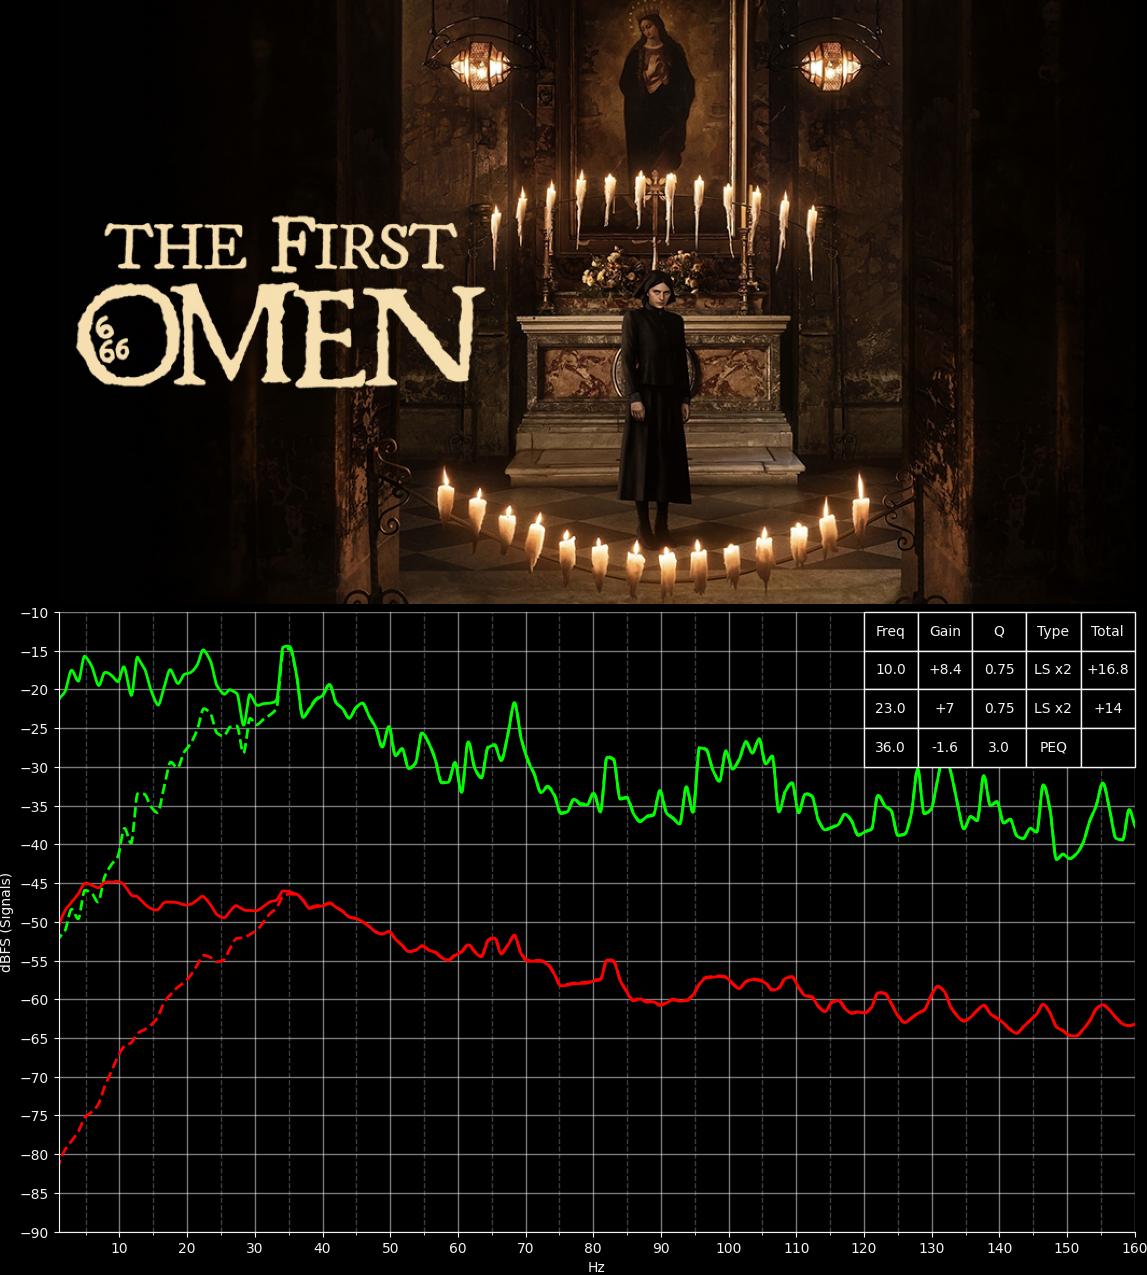 THE FIRST
OMEN
6
66
Freq Gain Q Type Total
10.0 +8.4 0.75 LS x2 +16.8
23.0 +7 0.75 LS x2 +14
36.0 -1.6 3.0 PEQ
−10
−15
−20
−25
−30
−35
−40
−45
−50
−55
−60
−65
−70
−75
−80
−85
−90
dBFS (Signals)
10 20 30 40 50 60 70 80 90 100 110 120 130 140 150 160
Hz